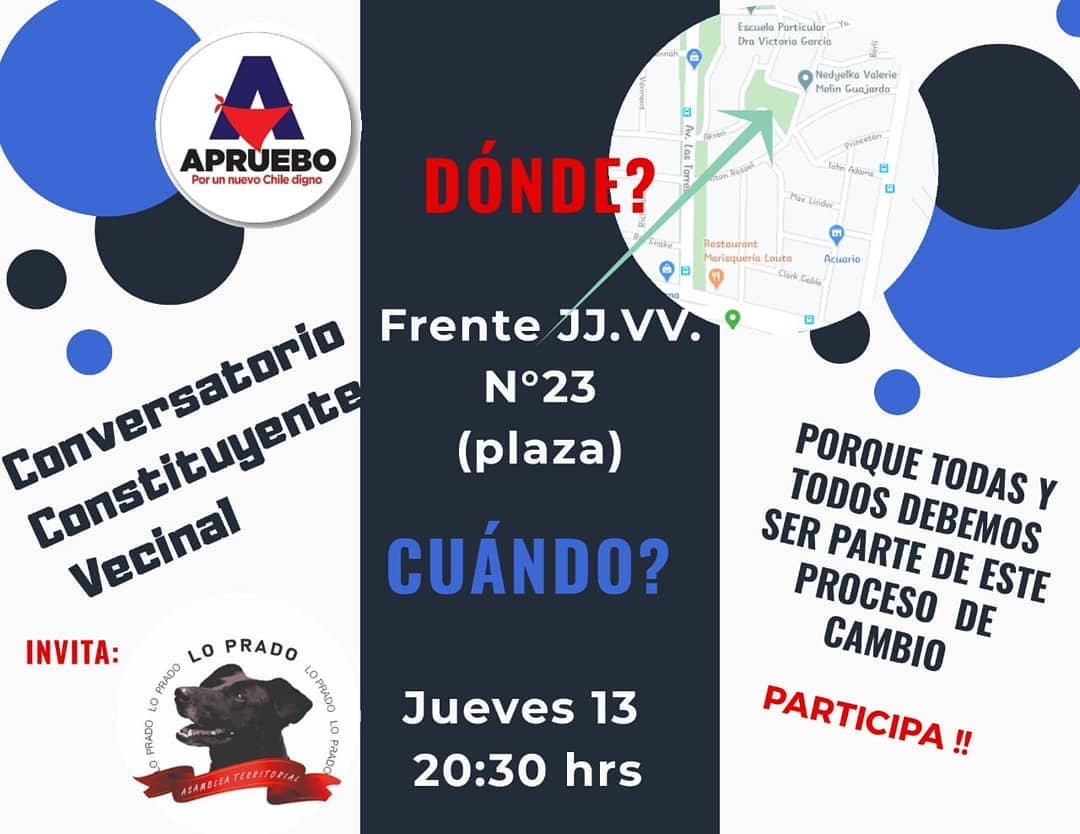 APRUEBO
Por un nuevo Chile digno
Conversatorio
Constituyente
Vecinal
INVITA:
LO PRADO
LO PRADO LO PRADO
LO PRADO LO PRADO
ASAMBLEA TERRITORIAL
DÓNDE?
Frente JJ.VV.
N°23
(plaza)
CUÁNDO?
Jueves 13
20:30 hrs
Escuela Particular
Dra Victoria García
Nedyelka Valerie
Melin Guajardo
Vermont
Av. Las Torre
Akron
Princeton
John Adams
Max Linder
Restaurant
Marisquería Louta
Acuario
Clark Gable
PORQUE TODAS Y
TODOS DEBEMOS
SER PARTE DE ESTE
PROCESO DE
CAMBIO
PARTICIPA !!